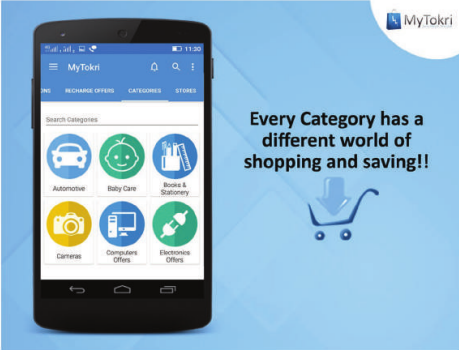 MyTokri
11:30
MyTokri
ONS RECHARGE OFFERS CATEGORIES STORES
Search Categories
Automotive
Baby Care
Books &
Stationery
Cameras
Computers
Offers
Electronics
Offers
Every Category has a
different world of
shopping and saving!!